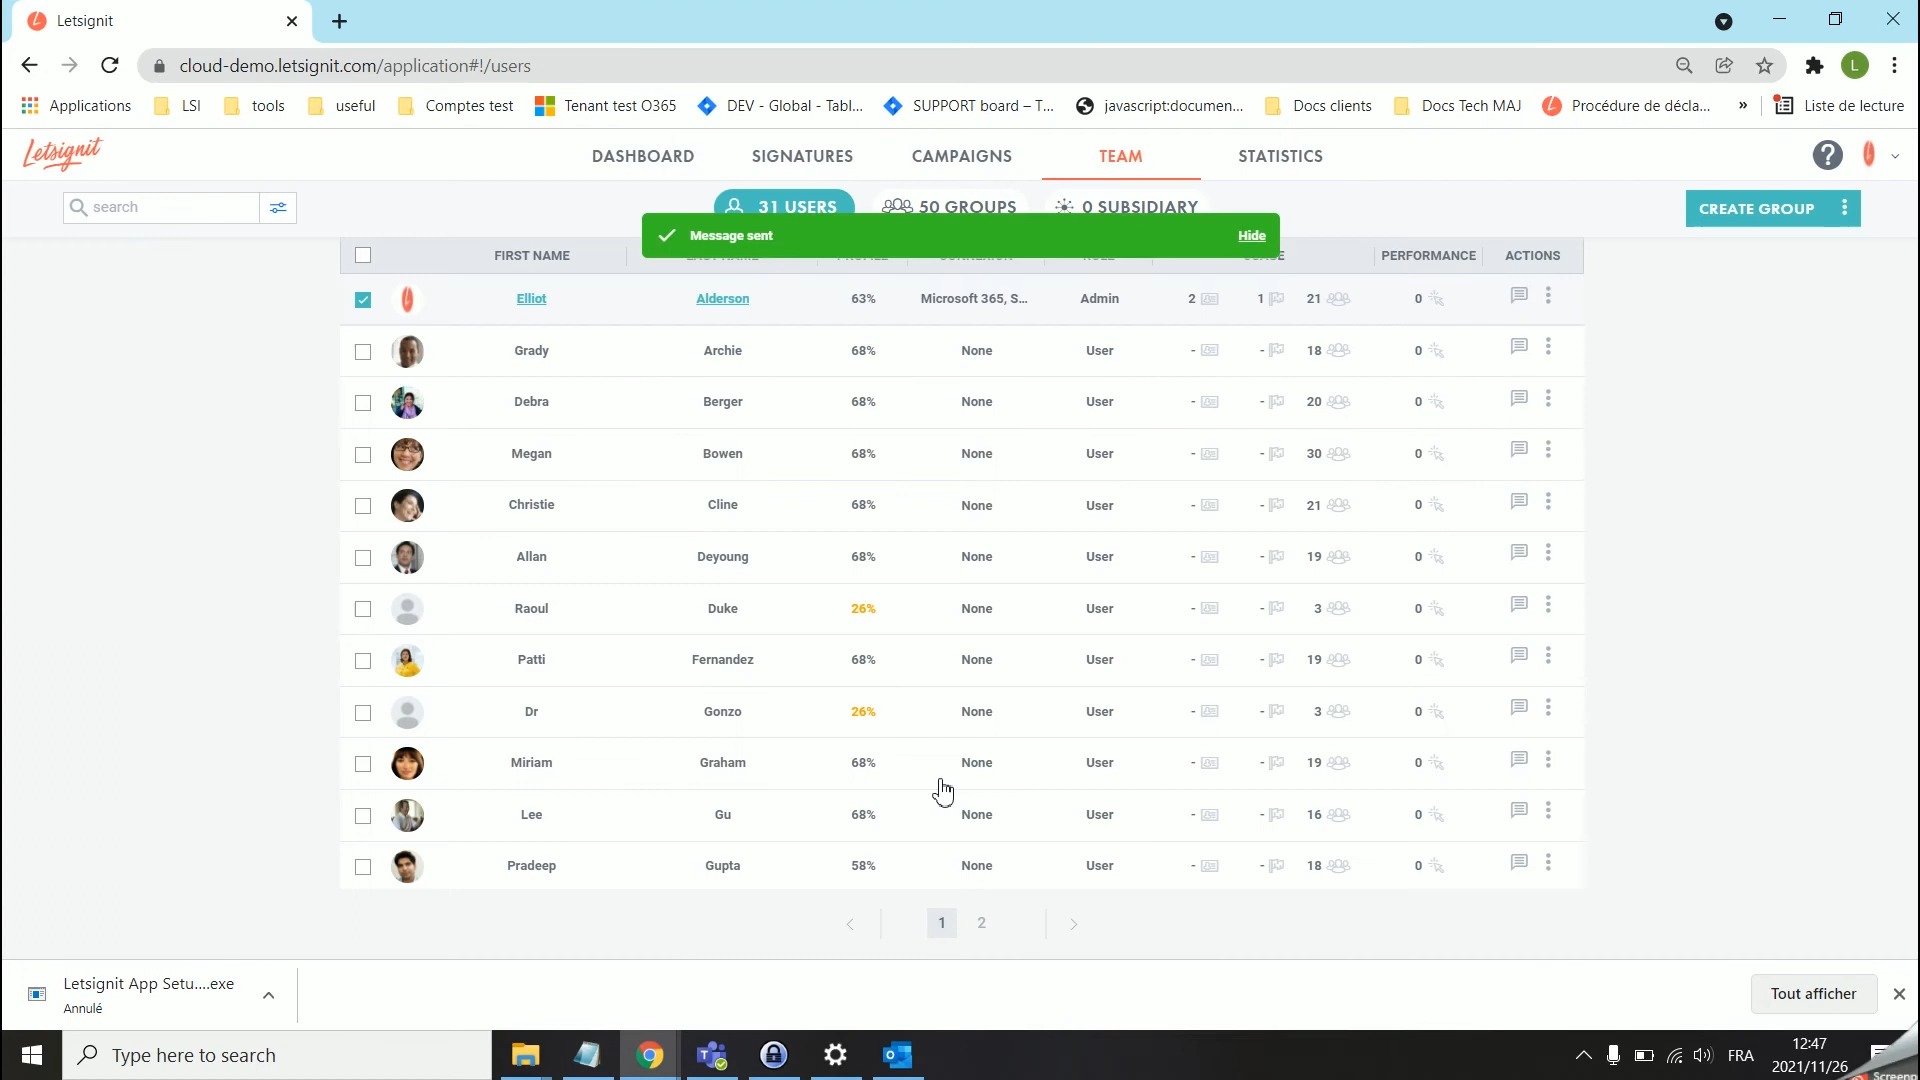 Letsignit
cloud-demo.letsignit.com/application#!/users
L
Applications LSI tools useful Comptes test Tenant test O365 DEV - Global - Tabl... SUPPORT board – T... javascript:documen... Docs clients Docs Tech MAJ Procédure de décla... » Liste de lecture
Letsignit DASHBOARD SIGNATURES CAMPAIGNS TEAM STATISTICS ?
search 31 USERS 50 GROUPS 0 SUBSIDIARY CREATE GROUP
Message sent Hide
FIRST NAME PERFORMANCE ACTIONS
Elliot Alderson 63% Microsoft 365, S... Admin 2 1 21 0
Grady Archie 68% None User - - 18 0
Debra Berger 68% None User - - 20 0
Megan Bowen 68% None User - - 30 0
Christie Cline 68% None User - - 21 0
Allan Deyoung 68% None User - - 19 0
Raoul Duke 26% None User - - 3 0
Patti Fernandez 68% None User - - 19 0
Dr Gonzo 26% None User - - 3 0
Miriam Graham 68% None User - - 19 0
Lee Gu 68% None User - - 16 0
Pradeep Gupta 58% None User - - 18 0
1 2
Letsignit App Setu....exe
Annulé
Tout afficher
Type here to search
FRA
12:47
2021/11/26